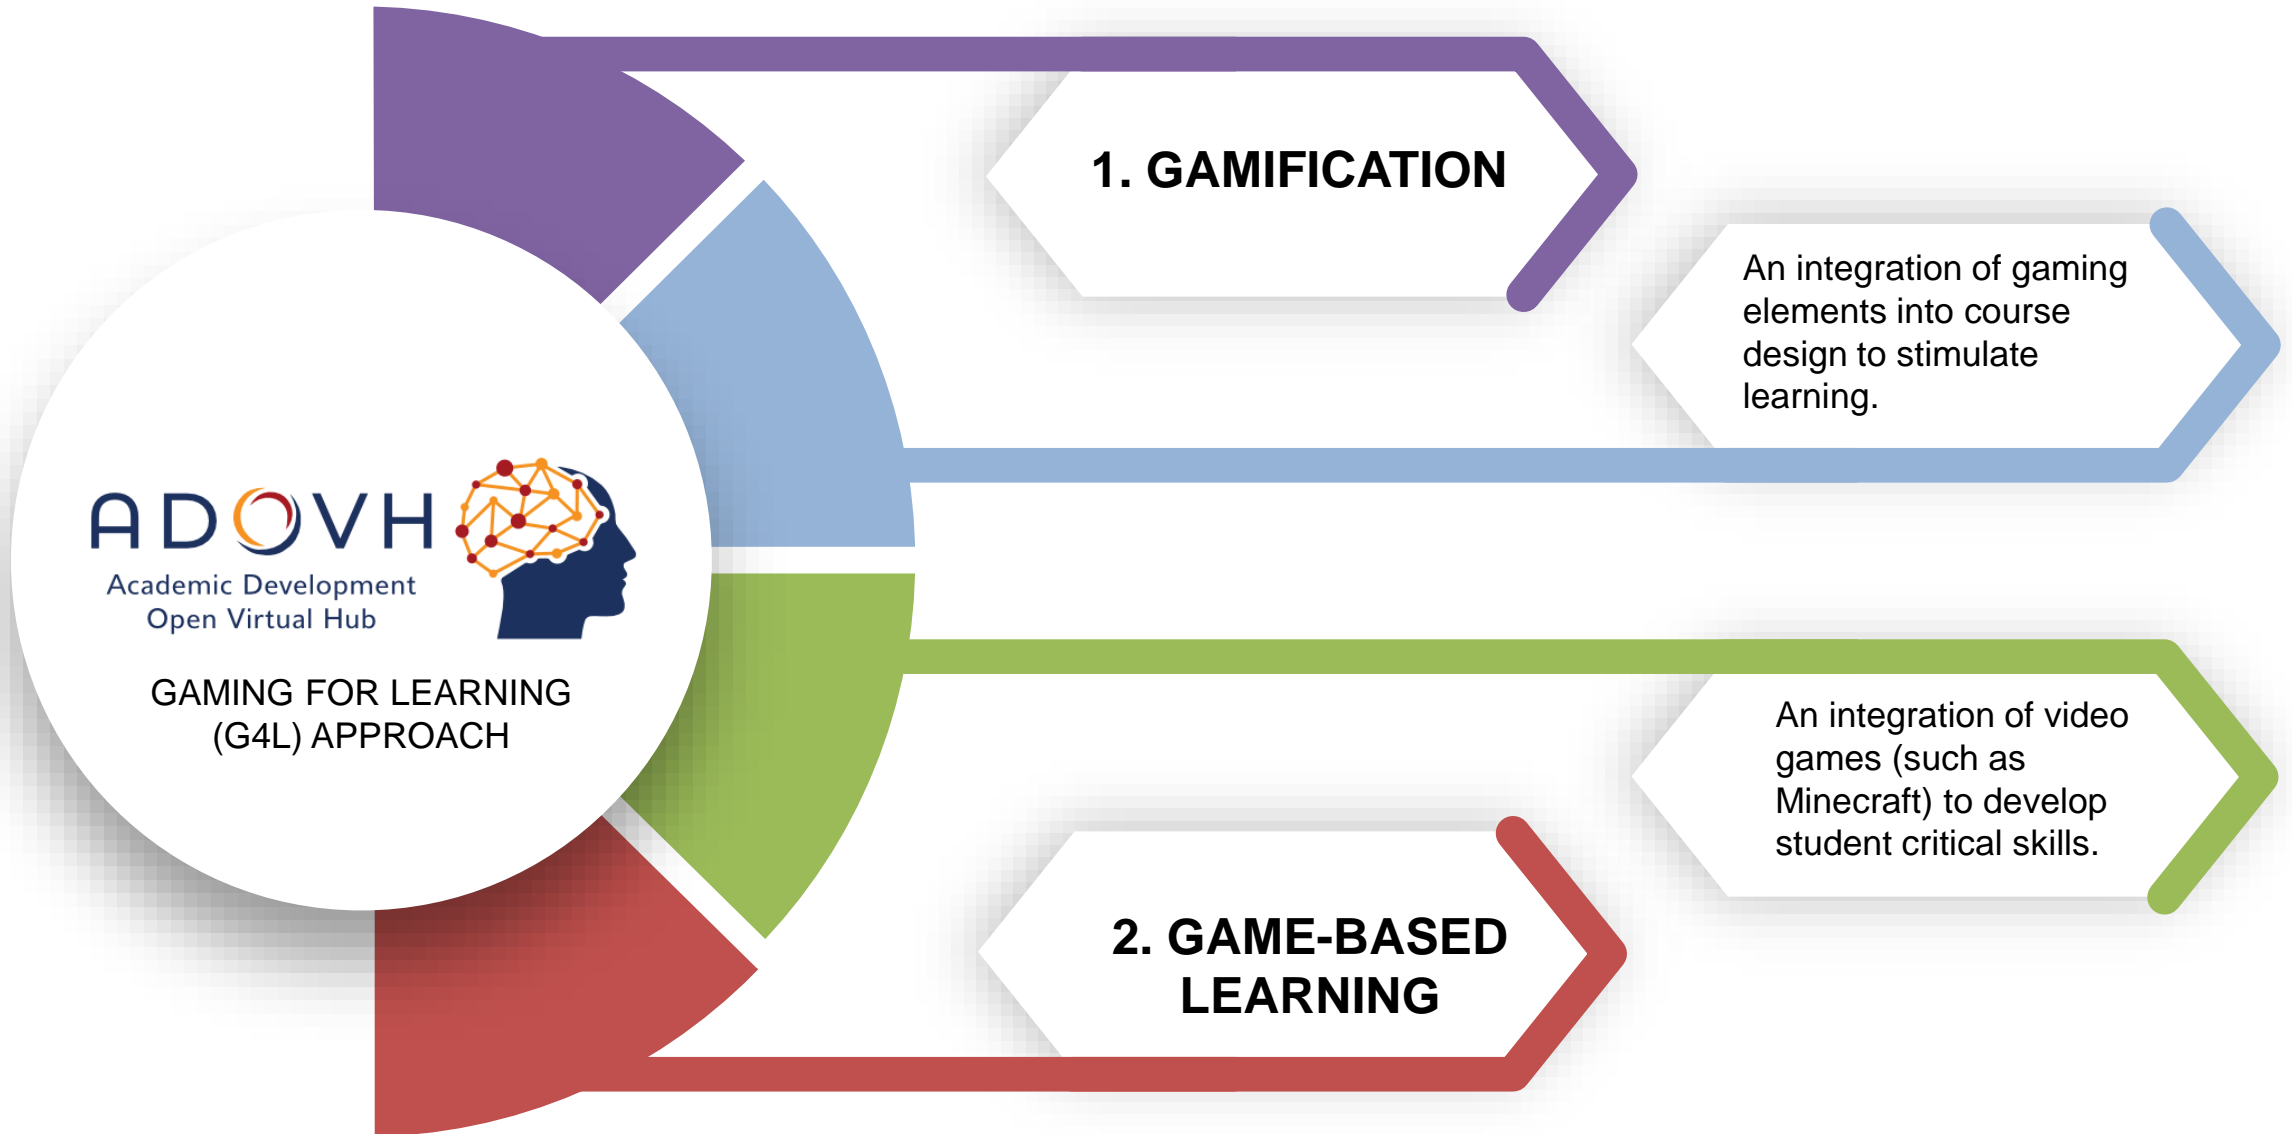 ADOVH
Academic Development
Open Virtual Hub
GAMING FOR LEARNING
(G4L) APPROACH
1. GAMIFICATION
An integration of gaming
elements into course
design to stimulate
learning.
An integration of video
games (such as
Minecraft) to develop
student critical skills.
2. GAME-BASED
LEARNING